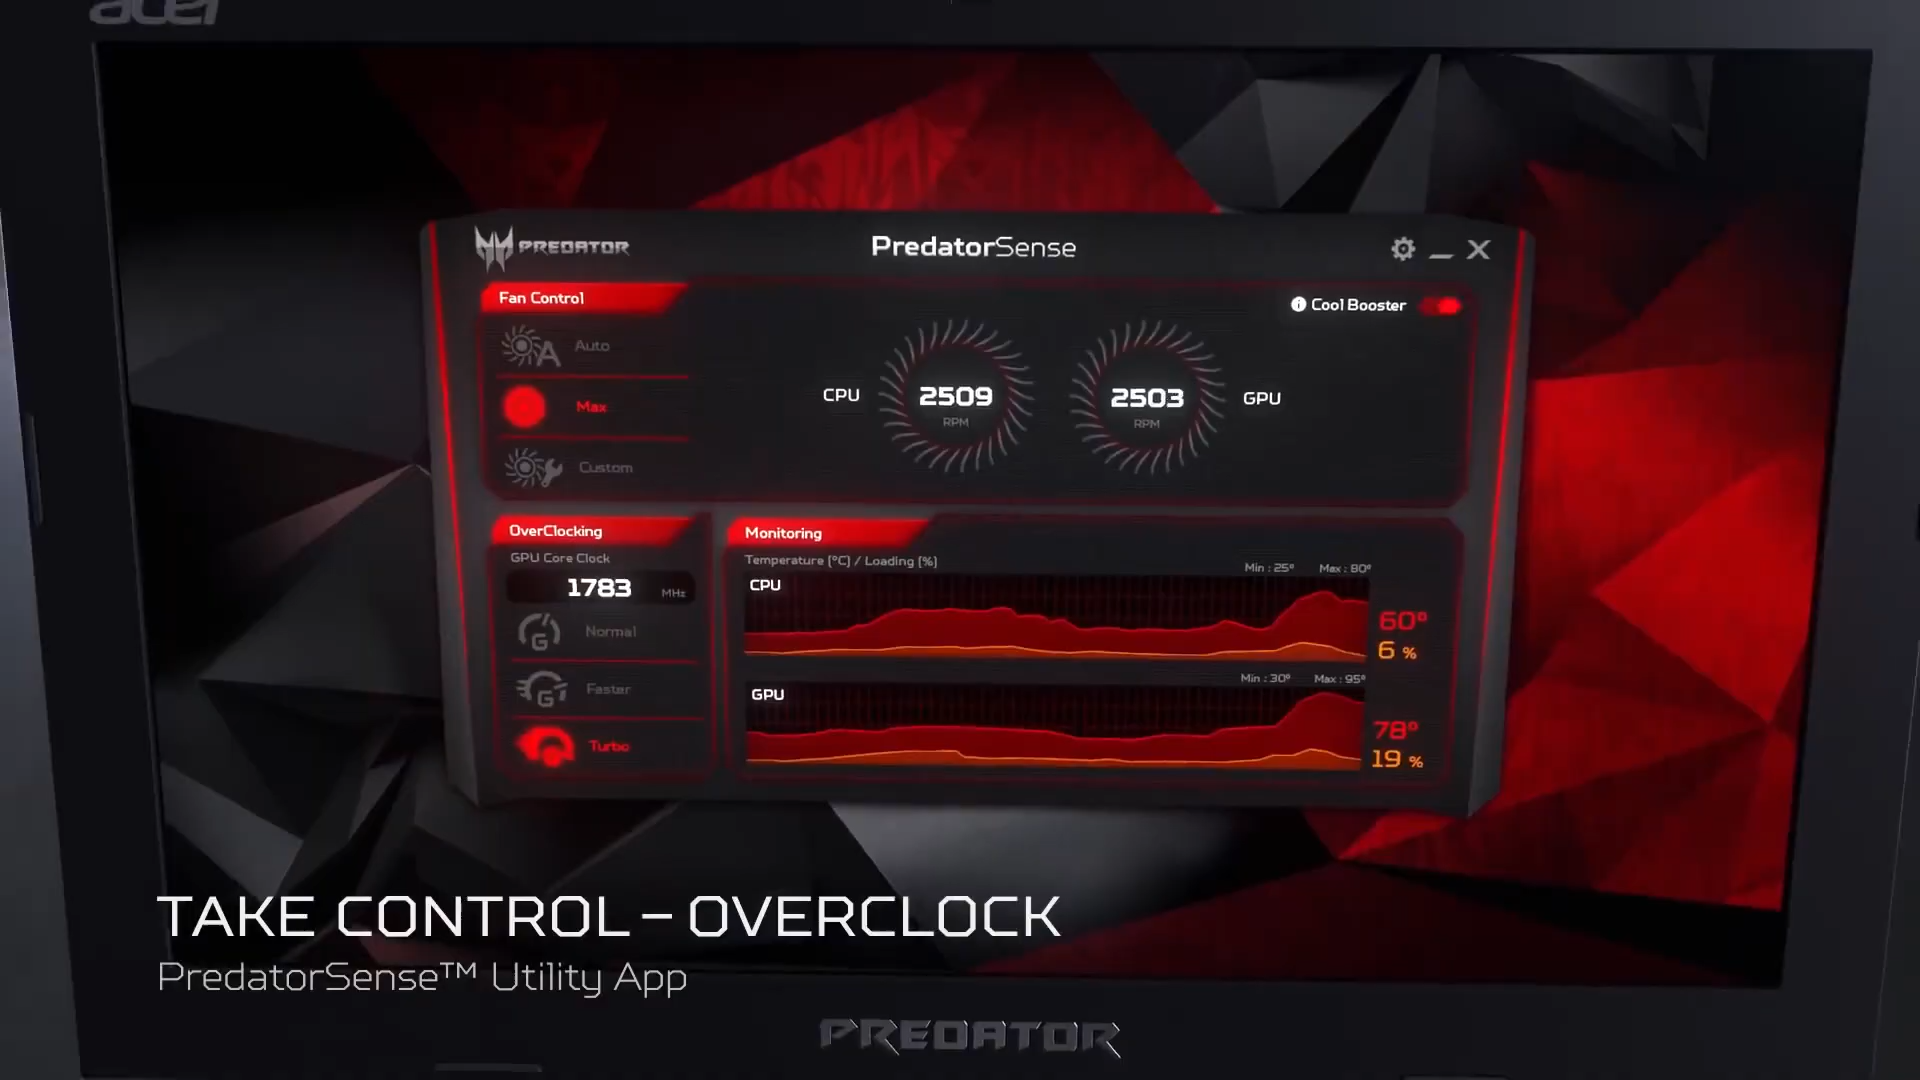 acer
PREDATOR
PredatorSense
Fan Control
Cool Booster
Auto
Max
Custom
CPU
2509
RPM
2503
RPM
GPU
OverClocking
GPU Core Clock
1783 MHz
Normal
Faster
Turbo
Monitoring
Temperature (°C) / Loading (%)
Min : 25° Max : 80°
CPU
60°
6 %
Min : 30° Max : 95°
GPU
78°
19 %
TAKE CONTROL – OVERCLOCK
PredatorSense™ Utility App
PREDATOR